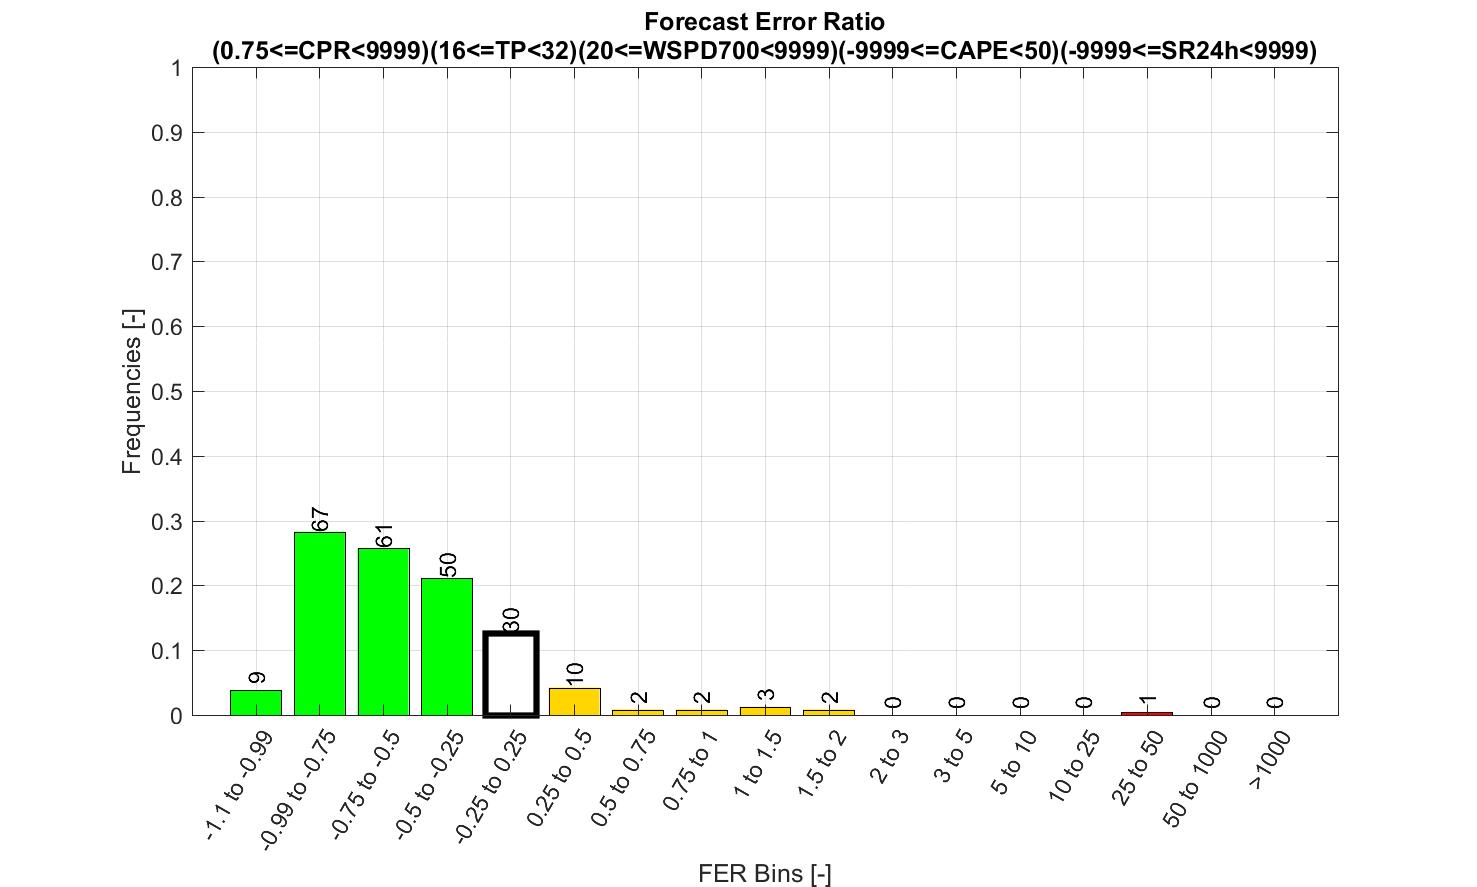 Forecast Error Ratio
(0.75<=CPR<9999)(16<=TP<32)(20<=WSPD700<9999)(-9999<=CAPE<50)(-9999<=SR24h<9999)
1
0.9
0.8
0.7
0.6
0.5
0.4
0.3
0.2
0.1
0
Frequencies [-]
9
67
61
50
30
10
2
2
3
2
0
0
0
0
1
0
0
-1.1 to -0.99
-0.99 to -0.75
-0.75 to -0.5
-0.5 to -0.25
-0.25 to 0.25
0.25 to 0.5
0.5 to 0.75
0.75 to 1
1 to 1.5
1.5 to 2
2 to 3
3 to 5
5 to 10
10 to 25
25 to 50
50 to 1000
>1000
FER Bins [-]